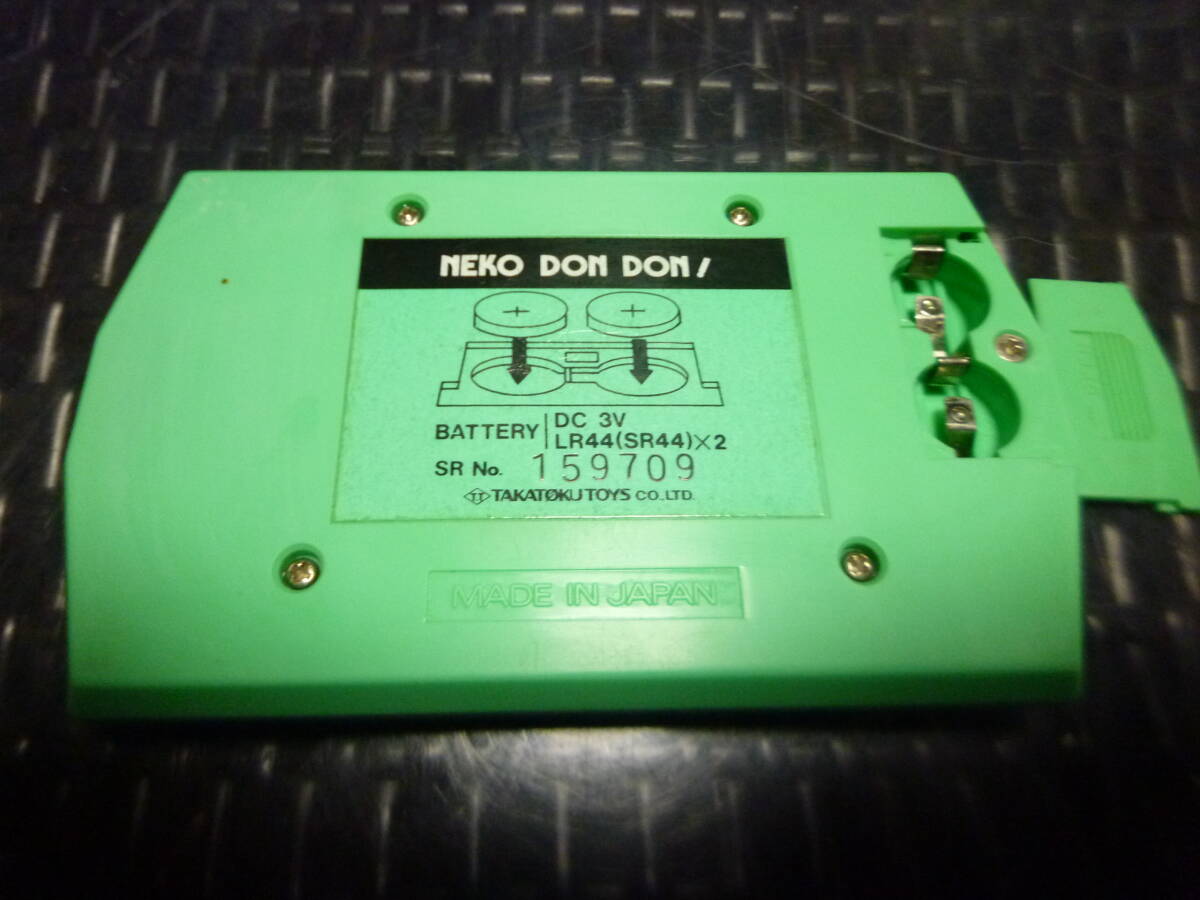 NEKO DON DON!
+ +
BATTERY DC 3V
LR44(SR44)×2
SR No. 159709
TT TAKATOKU TOYS CO.,LTD.
MADE IN JAPAN